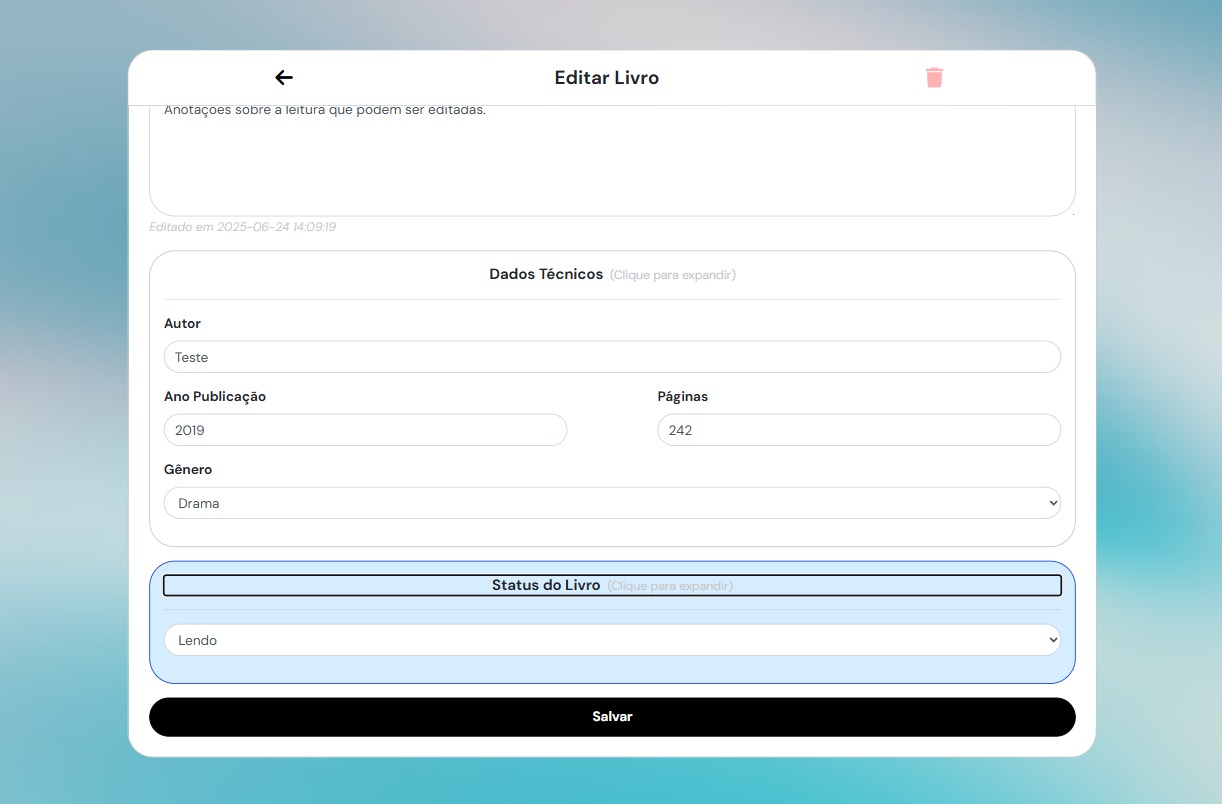 Editar Livro
Anotações sobre a leitura que podem ser editadas.
Editado em 2025-06-24 14:09:19
Dados Técnicos (Clique para expandir)
Autor
Teste
Ano Publicação Páginas
2019 242
Gênero
Drama
Status do Livro (Clique para expandir)
Lendo
Salvar